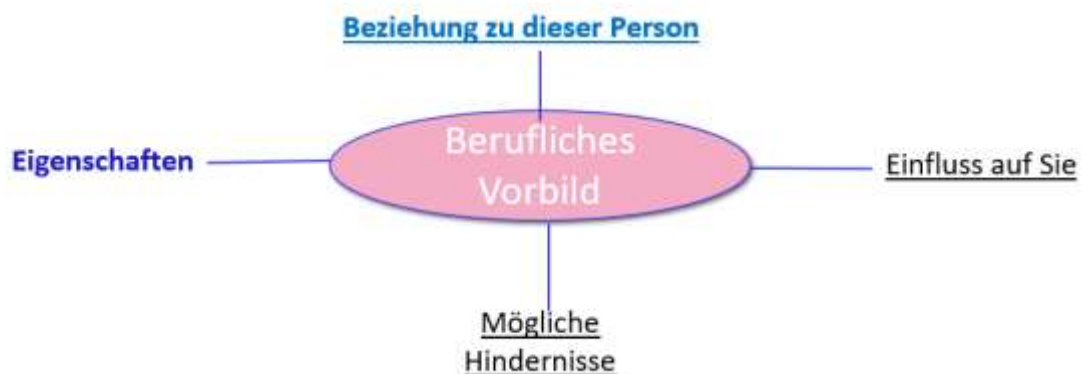 Beziehung zu dieser Person
Eigenschaften
Berufliches
Vorbild
Einfluss auf Sie
Mögliche
Hindernisse